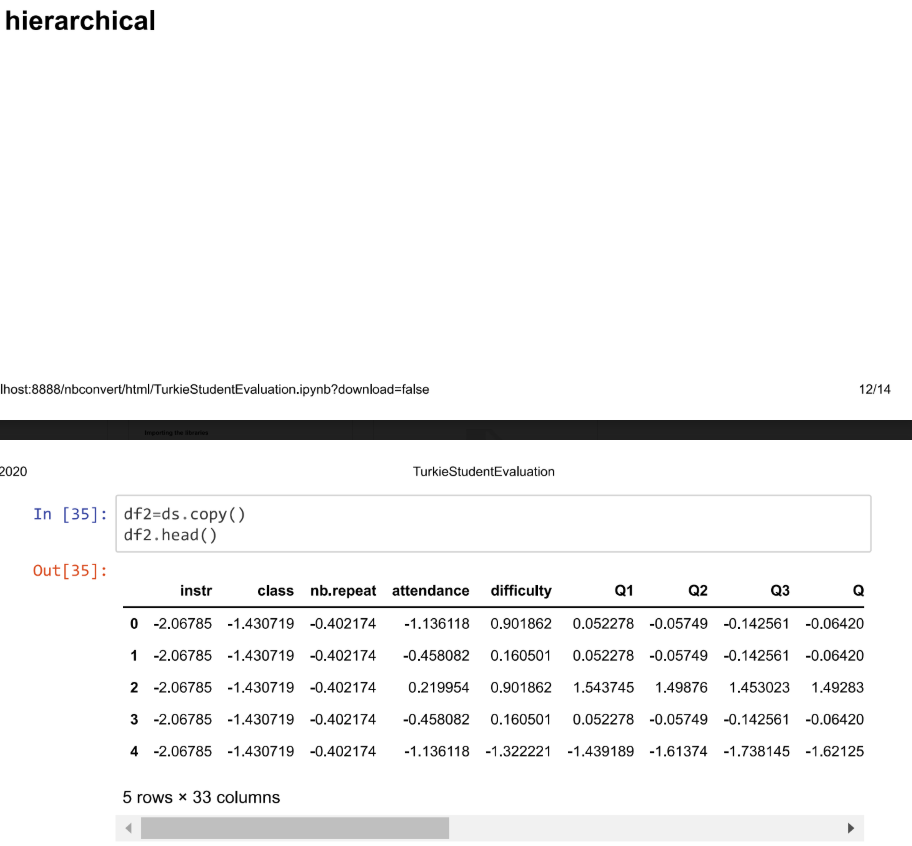 hierarchical
lhost:8888/nbconvert/html/TurkieStudentEvaluation.ipynb?download=false 12/14
Importing the libraries
2020 TurkieStudentEvaluation
In [35]: df2=ds.copy()
df2.head()
Out[35]:
instr class nb.repeat attendance difficulty Q1 Q2 Q3 Q
0 -2.06785 -1.430719 -0.402174 -1.136118 0.901862 0.052278 -0.05749 -0.142561 -0.06420
1 -2.06785 -1.430719 -0.402174 -0.458082 0.160501 0.052278 -0.05749 -0.142561 -0.06420
2 -2.06785 -1.430719 -0.402174 0.219954 0.901862 1.543745 1.49876 1.453023 1.49283
3 -2.06785 -1.430719 -0.402174 -0.458082 0.160501 0.052278 -0.05749 -0.142561 -0.06420
4 -2.06785 -1.430719 -0.402174 -1.136118 -1.322221 -1.439189 -1.61374 -1.738145 -1.62125
5 rows × 33 columns